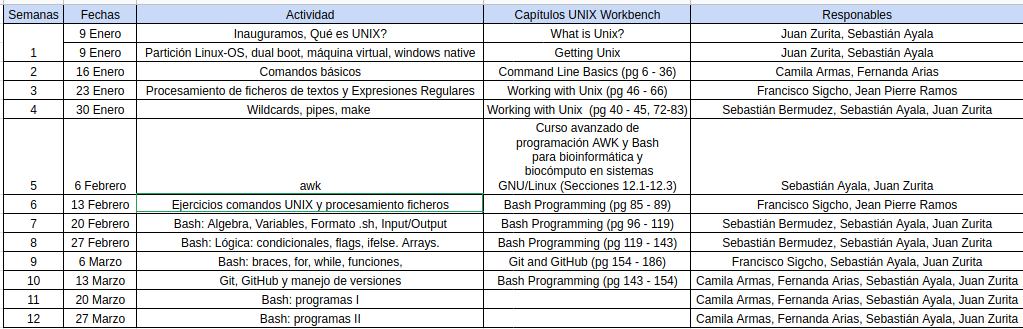 Semanas Fechas Actividad Capítulos UNIX Workbench Responables
9 Enero Inauguramos, Qué es UNIX? What is Unix? Juan Zurita, Sebastián Ayala
1 9 Enero Partición Linux-OS, dual boot, máquina virtual, windows native Getting Unix Juan Zurita, Sebastián Ayala
2 16 Enero Comandos básicos Command Line Basics (pg 6 - 36) Camila Armas, Fernanda Arias
3 23 Enero Procesamiento de ficheros de textos y Expresiones Regulares Working with Unix (pg 46 - 66) Francisco Sigcho, Jean Pierre Ramos
4 30 Enero Wildcards, pipes, make Working with Unix (pg 40 - 45, 72-83) Sebastián Bermudez, Sebastián Ayala, Juan Zurita
Curso avanzado de
programación AWK y Bash
para bioinformática y
biocómputo en sistemas
5 6 Febrero awk GNU/Linux (Secciones 12.1-12.3) Sebastián Ayala, Juan Zurita
6 13 Febrero Ejercicios comandos UNIX y procesamiento ficheros Bash Programming (pg 85 - 89) Francisco Sigcho, Jean Pierre Ramos
7 20 Febrero Bash: Algebra, Variables, Formato .sh, Input/Output Bash Programming (pg 96 - 119) Sebastián Bermudez, Sebastián Ayala, Juan Zurita
8 27 Febrero Bash: Lógica: condicionales, flags, ifelse. Arrays. Bash Programming (pg 119 - 143) Sebastián Bermudez, Sebastián Ayala, Juan Zurita
9 6 Marzo Bash: braces, for, while, funciones, Git and GitHub (pg 154 - 186) Francisco Sigcho, Sebastián Ayala, Juan Zurita
10 13 Marzo Git, GitHub y manejo de versiones Bash Programming (pg 143 - 154) Camila Armas, Fernanda Arias, Sebastián Ayala, Juan Zurita
11 20 Marzo Bash: programas I Camila Armas, Fernanda Arias, Sebastián Ayala, Juan Zurita
12 27 Marzo Bash: programas II Camila Armas, Fernanda Arias, Sebastián Ayala, Juan Zurita